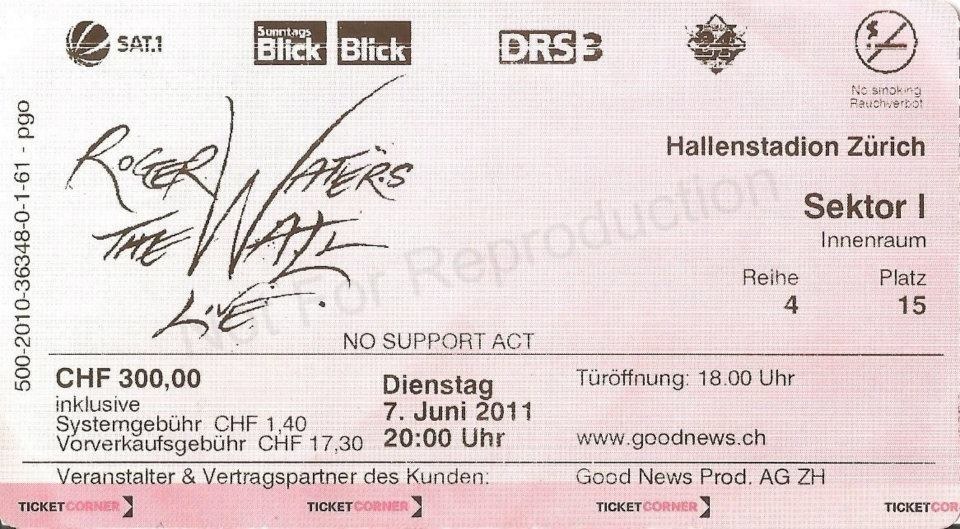 SAT.1
Sonntags
Blick Blick
DRS3
No smoking
Rauchverbot
500-2010-36348-0-1-61 - pgo
ROGER WATERS
THE WALL
LIVE
Hallenstadion Zürich
Sektor I
Innenraum
Reihe Platz
4 15
Not For Reproduction
NO SUPPORT ACT
CHF 300,00
inklusive
Systemgebühr CHF 1,40
Vorverkaufsgebühr CHF 17,30
Dienstag
7. Juni 2011
20:00 Uhr
Türöffnung: 18.00 Uhr
www.goodnews.ch
Veranstalter & Vertragspartner des Kunden: Good News Prod. AG ZH
TICKETCORNER TICKETCORNER TICKETCORNER TICKETCOR